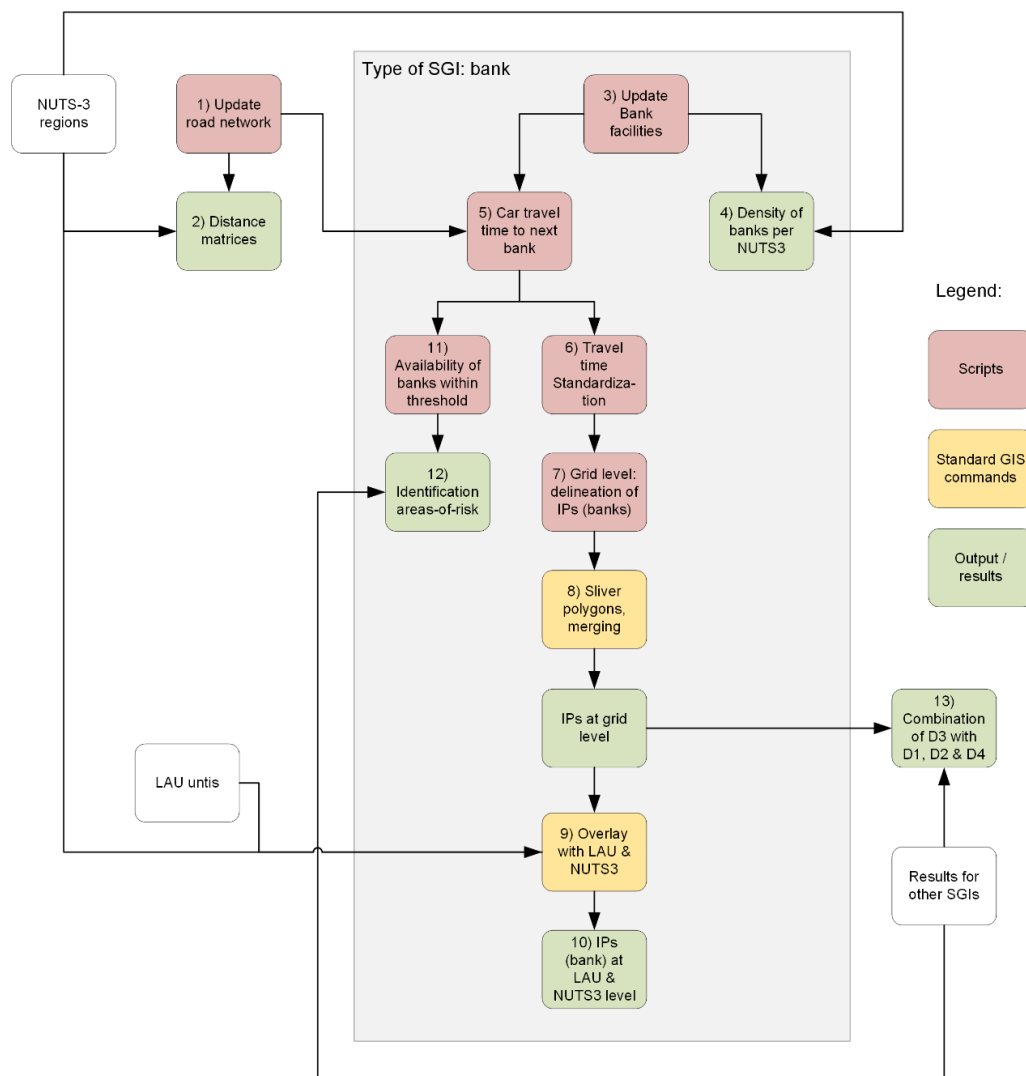 Type of SGI: bank
NUTS-3
regions
1) Update
road network
3) Update
Bank
facilities
2) Distance
matrices
5) Car travel
time to next
bank
4) Density of
banks per
NUTS3
Legend:
11)
Availability of
banks within
threshold
6) Travel
time
Standardiza-
tion
Scripts
12)
Identification
areas-of-risk
7) Grid level:
delineation of
IPs (banks)
Standard GIS
commands
Output /
results
8) Sliver
polygons,
merging
IPs at grid
level
13)
Combination
of D3 with
D1, D2 & D4
LAU untis
9) Overlay
with LAU &
NUTS3
Results for
other SGIs
10) IPs
(bank) at
LAU &
NUTS3 level